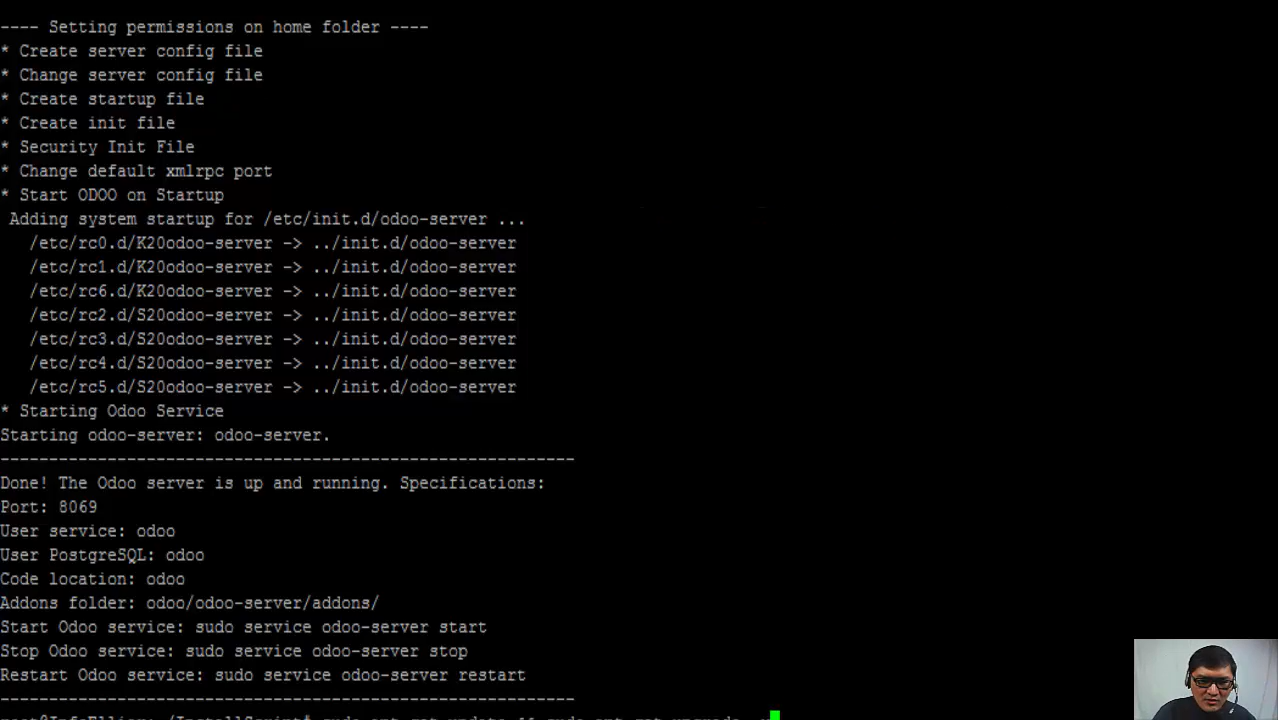 ---- Setting permissions on home folder ----
* Create server config file
* Change server config file
* Create startup file
* Create init file
* Security Init File
* Change default xmlrpc port
* Start ODOO on Startup
Adding system startup for /etc/init.d/odoo-server ...
/etc/rc0.d/K20odoo-server -> ../init.d/odoo-server
/etc/rc1.d/K20odoo-server -> ../init.d/odoo-server
/etc/rc6.d/K20odoo-server -> ../init.d/odoo-server
/etc/rc2.d/S20odoo-server -> ../init.d/odoo-server
/etc/rc3.d/S20odoo-server -> ../init.d/odoo-server
/etc/rc4.d/S20odoo-server -> ../init.d/odoo-server
/etc/rc5.d/S20odoo-server -> ../init.d/odoo-server
* Starting Odoo Service
Starting odoo-server: odoo-server.
-----------------------------------------------------------
Done! The Odoo server is up and running. Specifications:
Port: 8069
User service: odoo
User PostgreSQL: odoo
Code location: odoo
Addons folder: odoo/odoo-server/addons/
Start Odoo service: sudo service odoo-server start
Stop Odoo service: sudo service odoo-server stop
Restart Odoo service: sudo service odoo-server restart
-----------------------------------------------------------